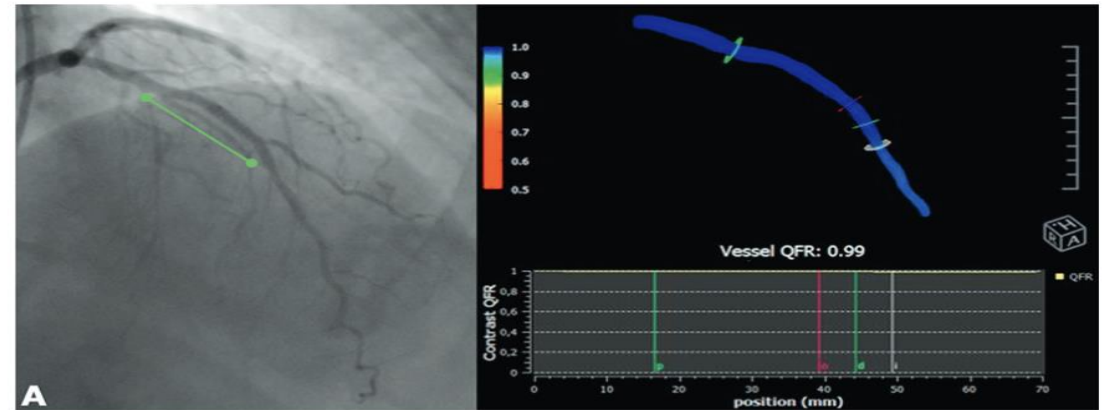 A
1.0
0.9
0.8
0.7
0.6
0.5
H
R A
Vessel QFR: 0.99
QFR
Contrast QFR
1
0,8
0,6
0,4
0,2
0
p
o
d
0 10 20 30 40 50 60 70
position (mm)